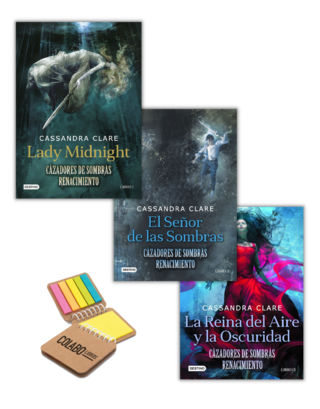 CASSANDRA CLARE
Lady Midnight
CAZADORES DE SOMBRAS
RENACIMIENTO
DESTINO
CASSANDRA CLARE
El Señor
de las Sombras
CAZADORES DE SOMBRAS
RENACIMIENTO
DESTINO
CASSANDRA CLARE
La Reina del Aire
y la Oscuridad
CAZADORES DE SOMBRAS
RENACIMIENTO
DESTINO
COLABO